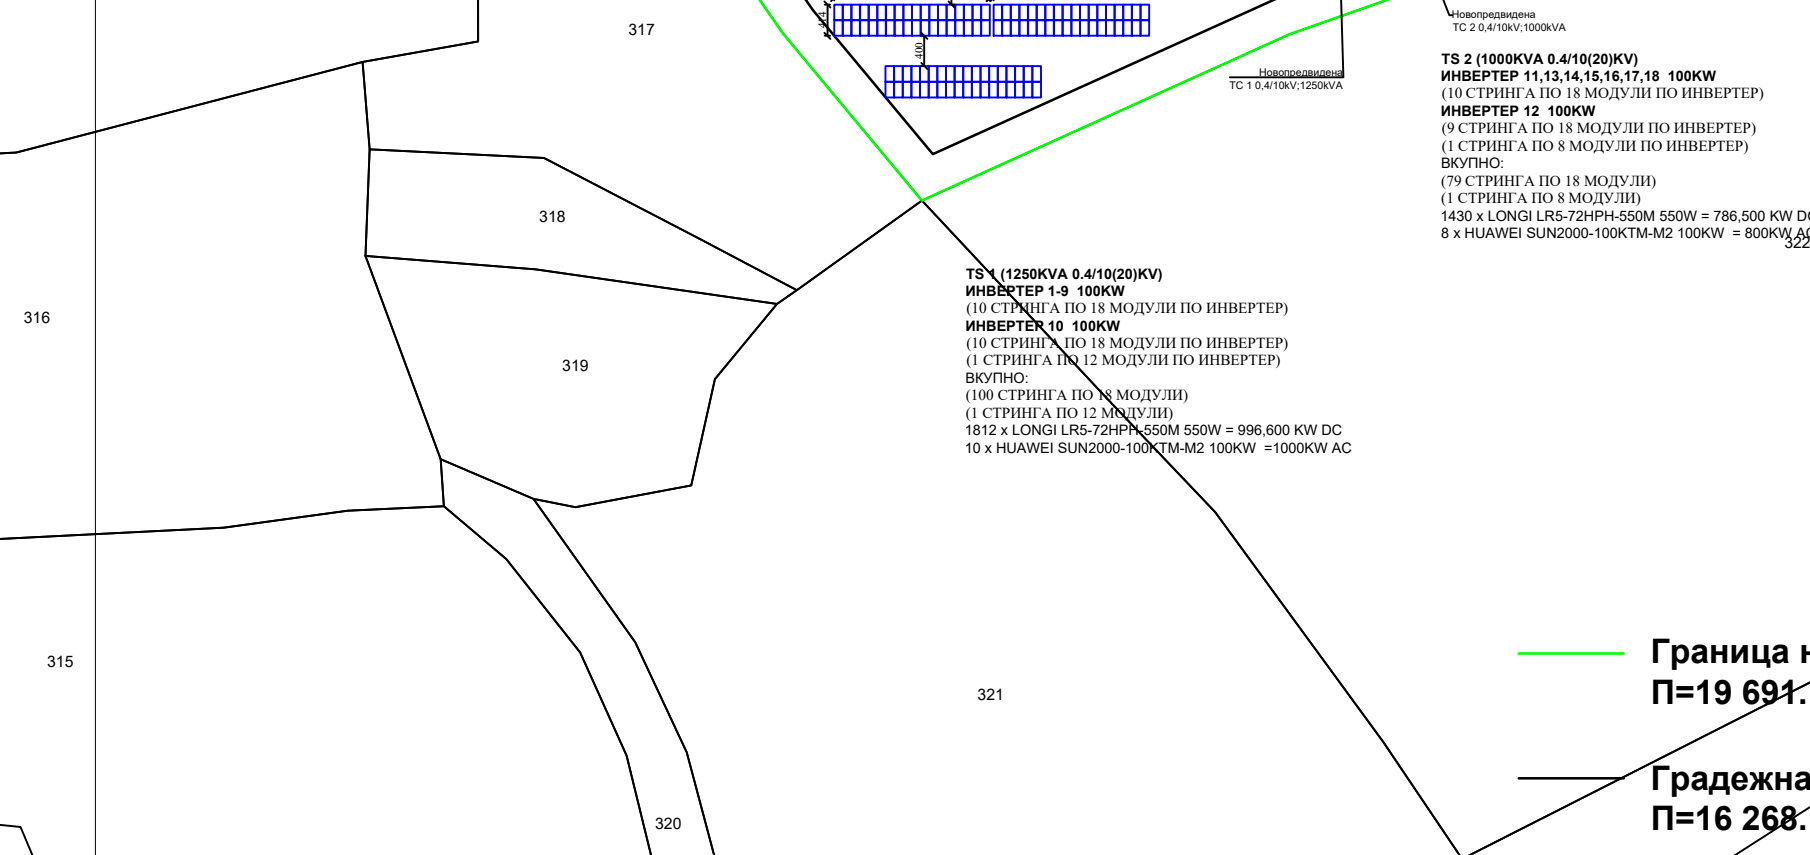 317
414
400
Новопредвидена
ТС 1 0,4/10kV;1250kVA
Новопредвидена
ТС 2 0,4/10kV;1000kVA
TS 2 (1000KVA 0.4/10(20)KV)
ИНВЕРТЕР 11,13,14,15,16,17,18 100KW
(10 СТРИНГА ПО 18 МОДУЛИ ПО ИНВЕРТЕР)
ИНВЕРТЕР 12 100KW
(9 СТРИНГА ПО 18 МОДУЛИ ПО ИНВЕРТЕР)
(1 СТРИНГА ПО 8 МОДУЛИ ПО ИНВЕРТЕР)
ВКУПНО:
(79 СТРИНГА ПО 18 МОДУЛИ)
(1 СТРИНГА ПО 8 МОДУЛИ)
1430 x LONGI LR5-72HPH-550M 550W = 786,500 KW DC
8 x HUAWEI SUN2000-100KTM-M2 100KW = 800KW AC
322
318
TS 1 (1250KVA 0.4/10(20)KV)
ИНВЕРТЕР 1-9 100KW
(10 СТРИНГА ПО 18 МОДУЛИ ПО ИНВЕРТЕР)
ИНВЕРТЕР 10 100KW
(10 СТРИНГА ПО 18 МОДУЛИ ПО ИНВЕРТЕР)
(1 СТРИНГА ПО 12 МОДУЛИ ПО ИНВЕРТЕР)
ВКУПНО:
(100 СТРИНГА ПО 18 МОДУЛИ)
(1 СТРИНГА ПО 12 МОДУЛИ)
1812 x LONGI LR5-72HPH-550M 550W = 996,600 KW DC
10 x HUAWEI SUN2000-100KTM-M2 100KW =1000KW AC
316
319
315
321
320
Граница н
П=19 691.
Градежна
П=16 268.